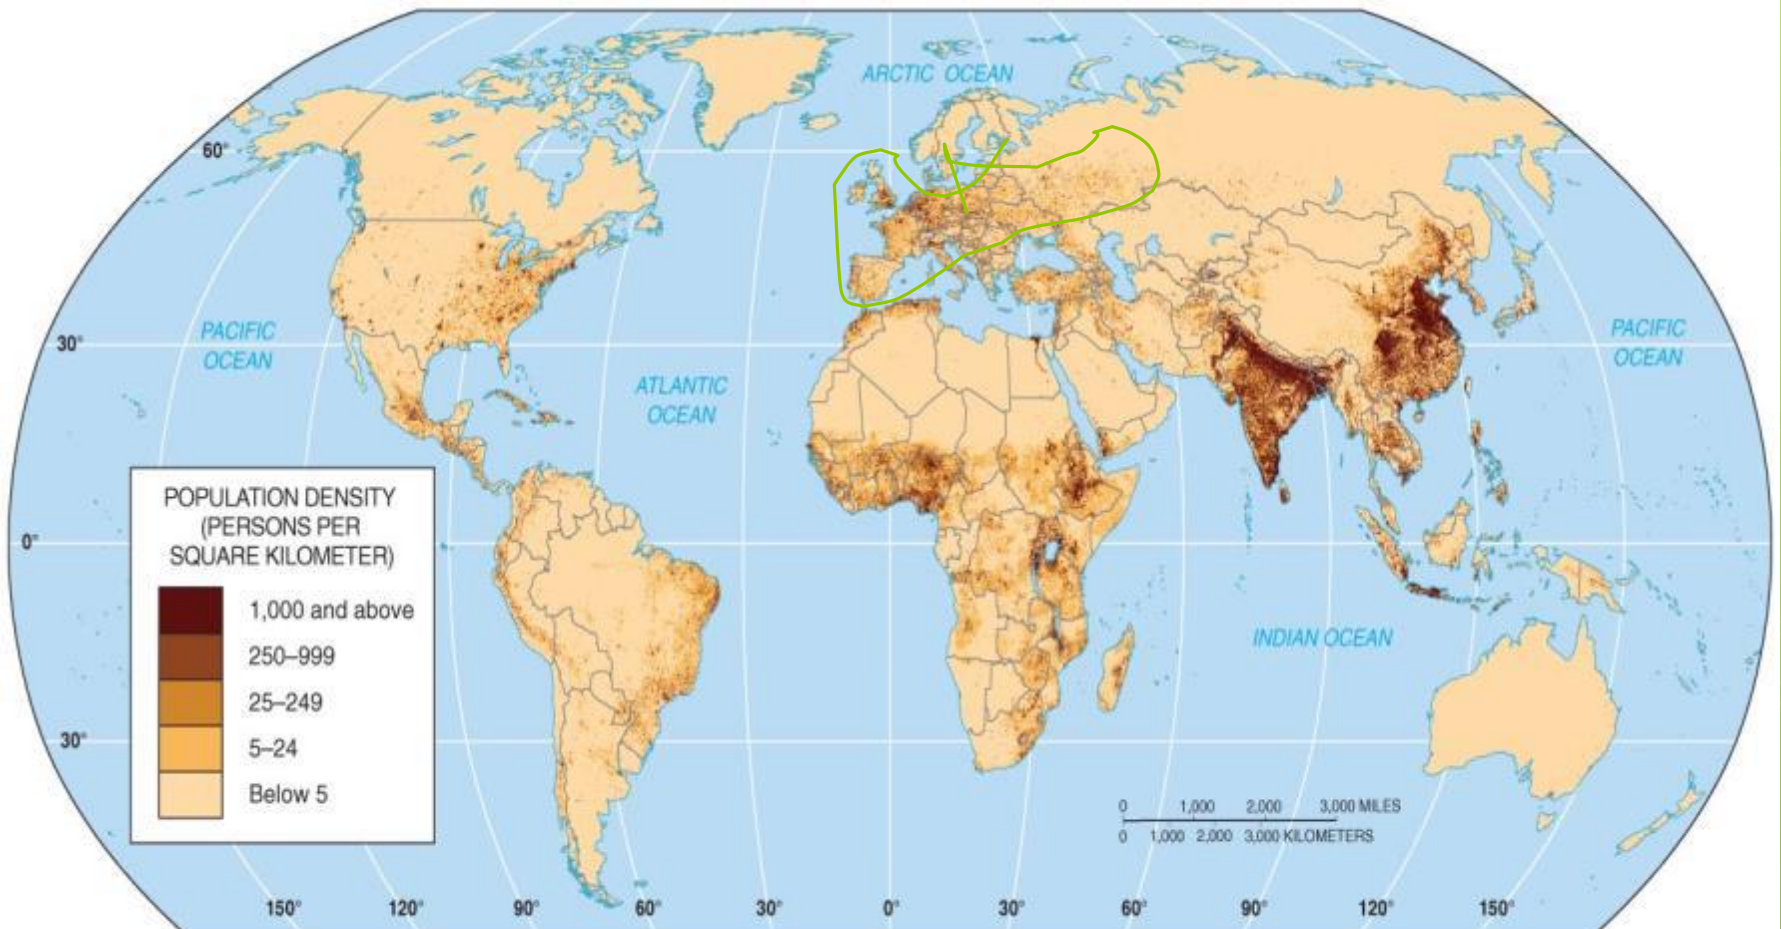 ARCTIC OCEAN
60°
PACIFIC
OCEAN
30°
ATLANTIC
OCEAN
PACIFIC
OCEAN
POPULATION DENSITY
(PERSONS PER
SQUARE KILOMETER)
1,000 and above
250–999
25–249
5–24
Below 5
0°
INDIAN OCEAN
30°
0 1,000 2,000 3,000 MILES
0 1,000 2,000 3,000 KILOMETERS
150° 120° 90° 60° 30° 0° 30° 60° 90° 120° 150°